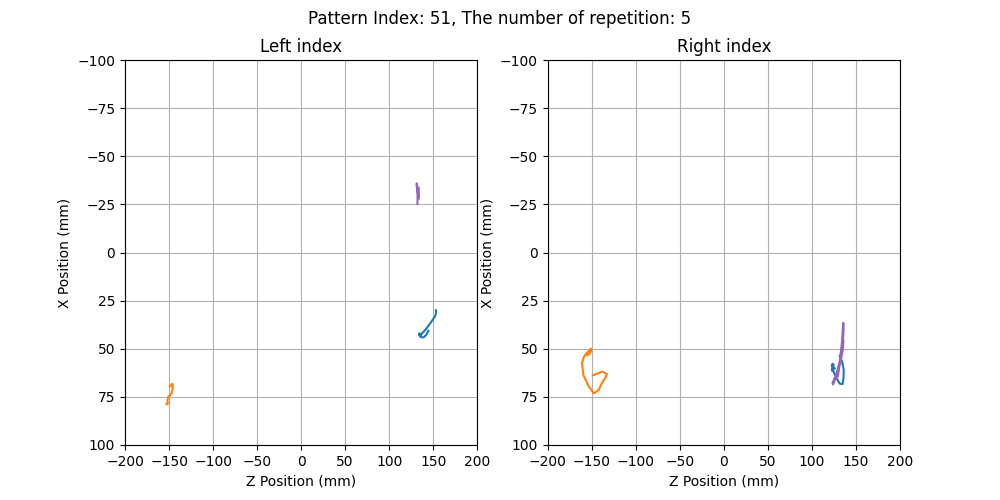 Pattern Index: 51, The number of repetition: 5
Left index
Right index
−100
−75
−50
−25
0
25
50
75
100
X Position (mm)
−200 −150 −100 −50 0 50 100 150 200
Z Position (mm)
−100
−75
−50
−25
0
25
50
75
100
X Position (mm)
−200 −150 −100 −50 0 50 100 150 200
Z Position (mm)